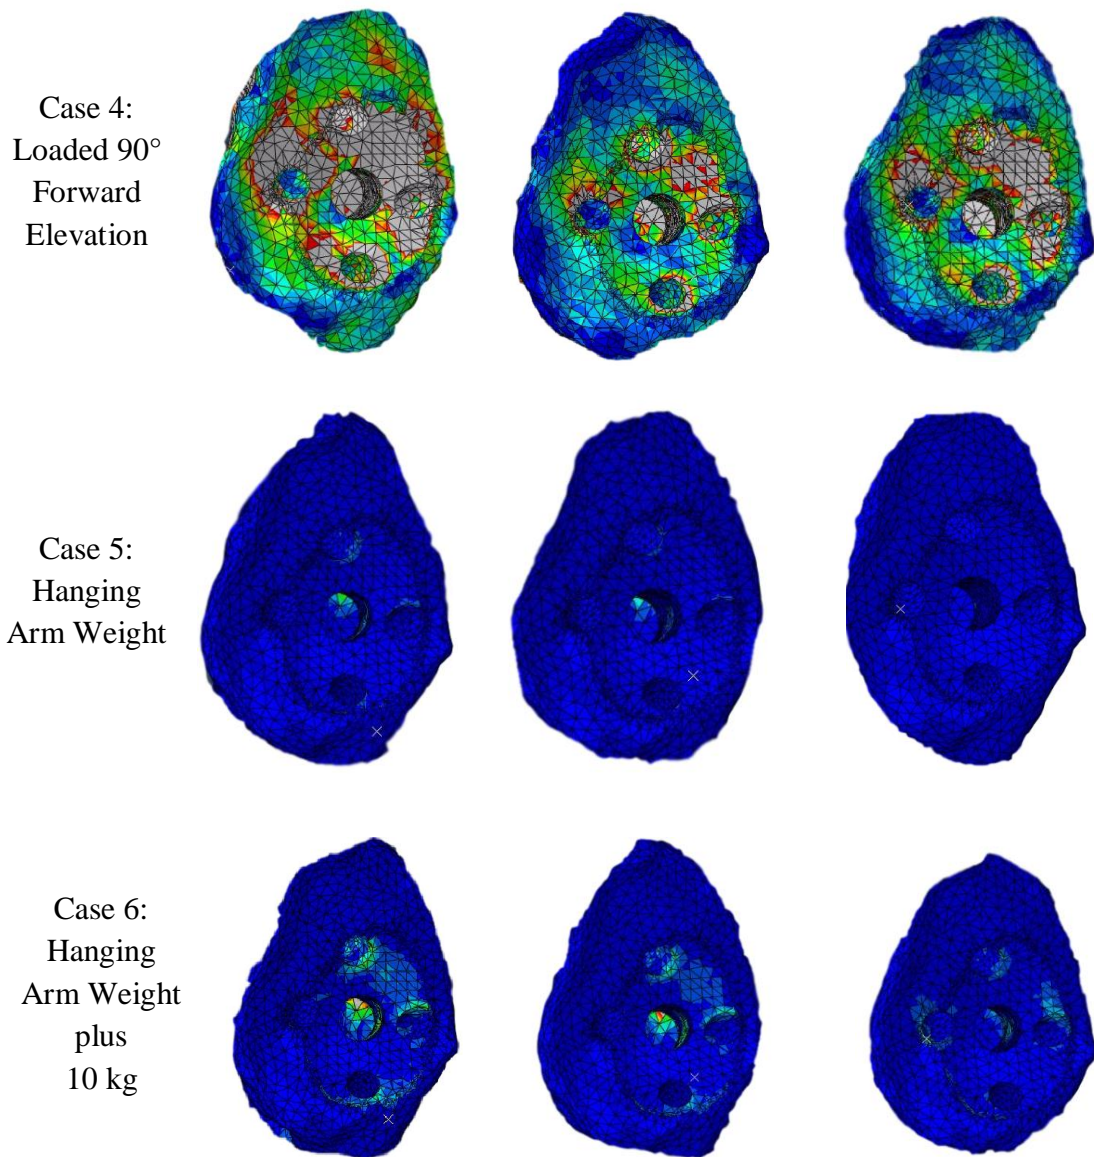 Case 4:
Loaded 90°
Forward
Elevation
Case 5:
Hanging
Arm Weight
Case 6:
Hanging
Arm Weight
plus
10 kg